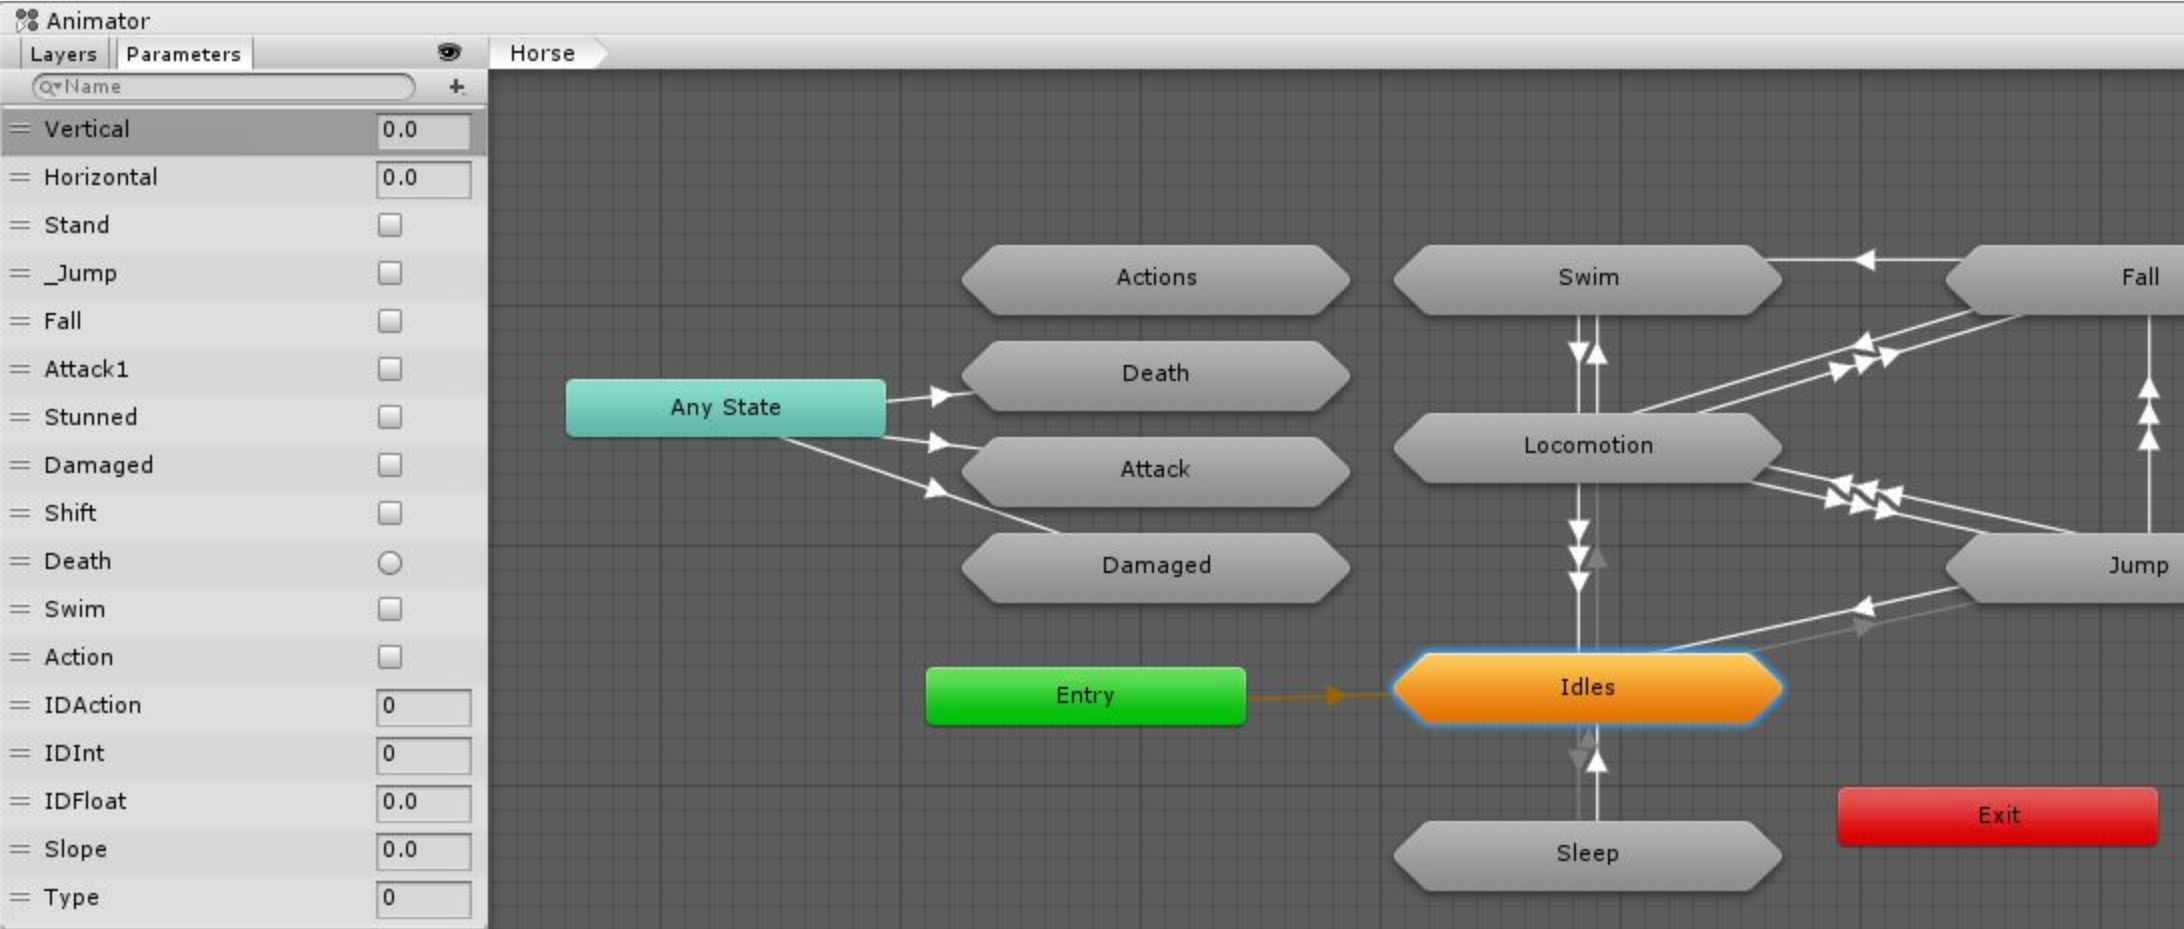 Animator
Layers
Parameters
Horse
Name
Vertical 0.0
Horizontal 0.0
Stand
_Jump
Fall
Attack1
Stunned
Damaged
Shift
Death
Swim
Action
IDAction 0
IDInt 0
IDFloat 0.0
Slope 0.0
Type 0
Actions
Swim
Fall
Death
Any State
Locomotion
Attack
Damaged
Jump
Entry
Idles
Exit
Sleep